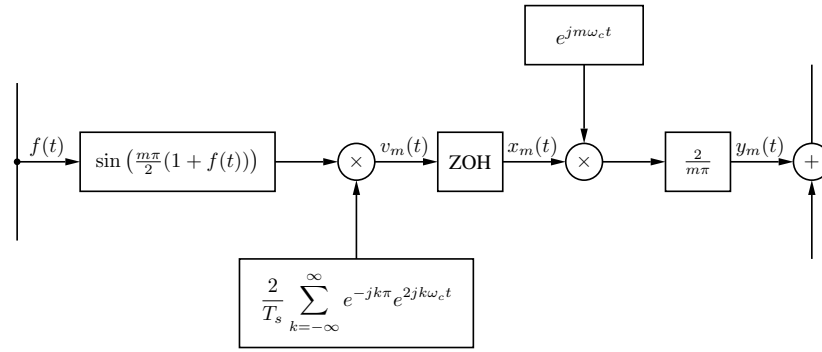 e^{jmω_c t}
f(t)
sin (mπ/2 (1 + f(t)))
×
v_m(t)
ZOH
x_m(t)
×
2/mπ
y_m(t)
+
2/T_s ∑_{k=−∞}^{∞} e^{−jkπ} e^{2jkω_c t}